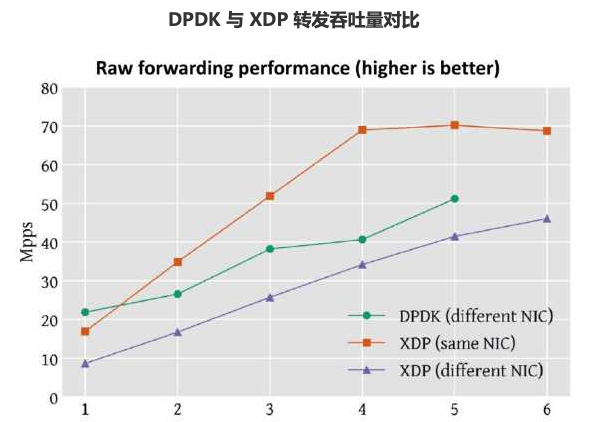 DPDK 与 XDP 转发吞吐量对比
Raw forwarding performance (higher is better)
80
70
60
50
40
30
20
10
0
Mpps
DPDK (different NIC)
XDP (same NIC)
XDP (different NIC)
1 2 3 4 5 6